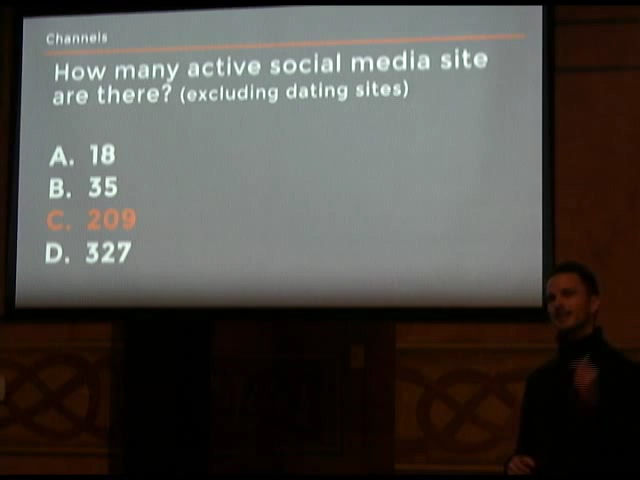 Channels
How many active social media site
are there? (excluding dating sites)
A. 18
B. 35
C. 209
D. 327